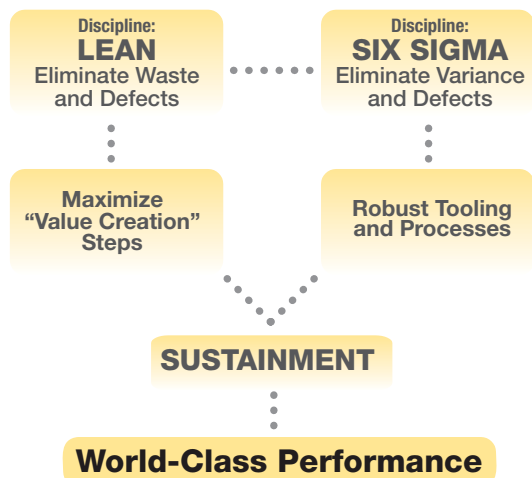 Discipline:
LEAN
Eliminate Waste
and Defects
Discipline:
SIX SIGMA
Eliminate Variance
and Defects
Maximize
“Value Creation”
Steps
Robust Tooling
and Processes
SUSTAINMENT
World-Class Performance